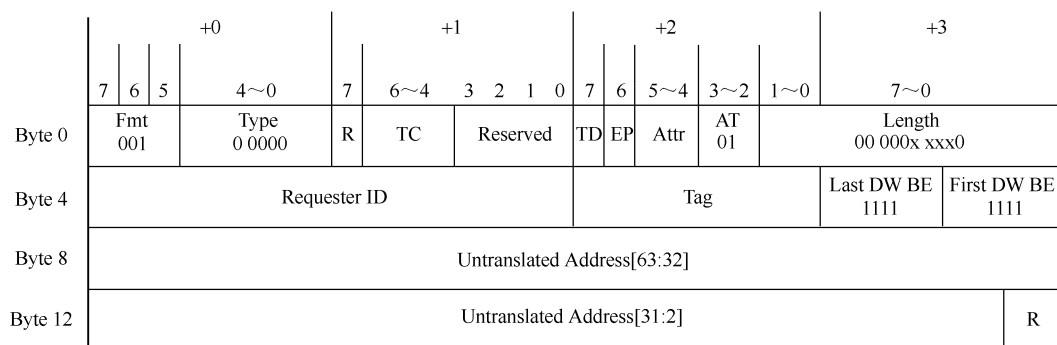 +0 +1 +2 +3
7 6 5 4～0 7 6～4 3 2 1 0 7 6 5～4 3～2 1～0 7～0
Byte 0 Fmt Type R TC Reserved TD EP Attr AT Length
001 0 0000 01 00 000x xxx0
Byte 4 Requester ID Tag Last DW BE First DW BE
1111 1111
Byte 8 Untranslated Address[63:32]
Byte 12 Untranslated Address[31:2] R